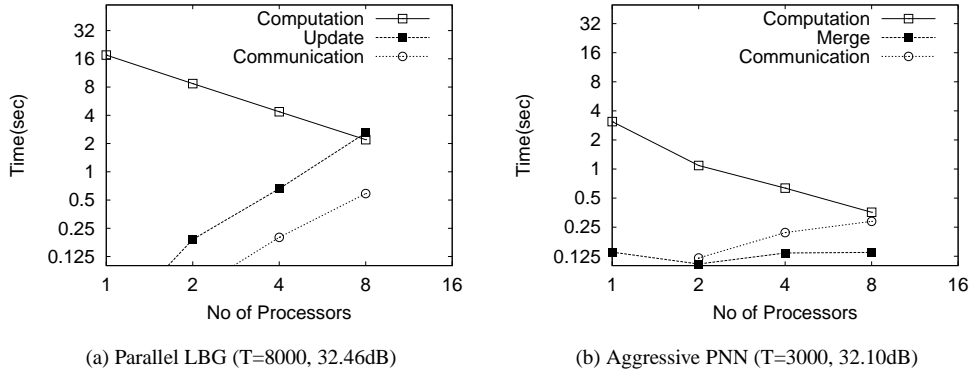 Computation
Update
Communication
32
16
8
4
2
1
0.5
0.25
0.125
Time(sec)
1 2 4 8 16
No of Processors
(a) Parallel LBG (T=8000, 32.46dB)
Computation
Merge
Communication
32
16
8
4
2
1
0.5
0.25
0.125
Time(sec)
1 2 4 8 16
No of Processors
(b) Aggressive PNN (T=3000, 32.10dB)